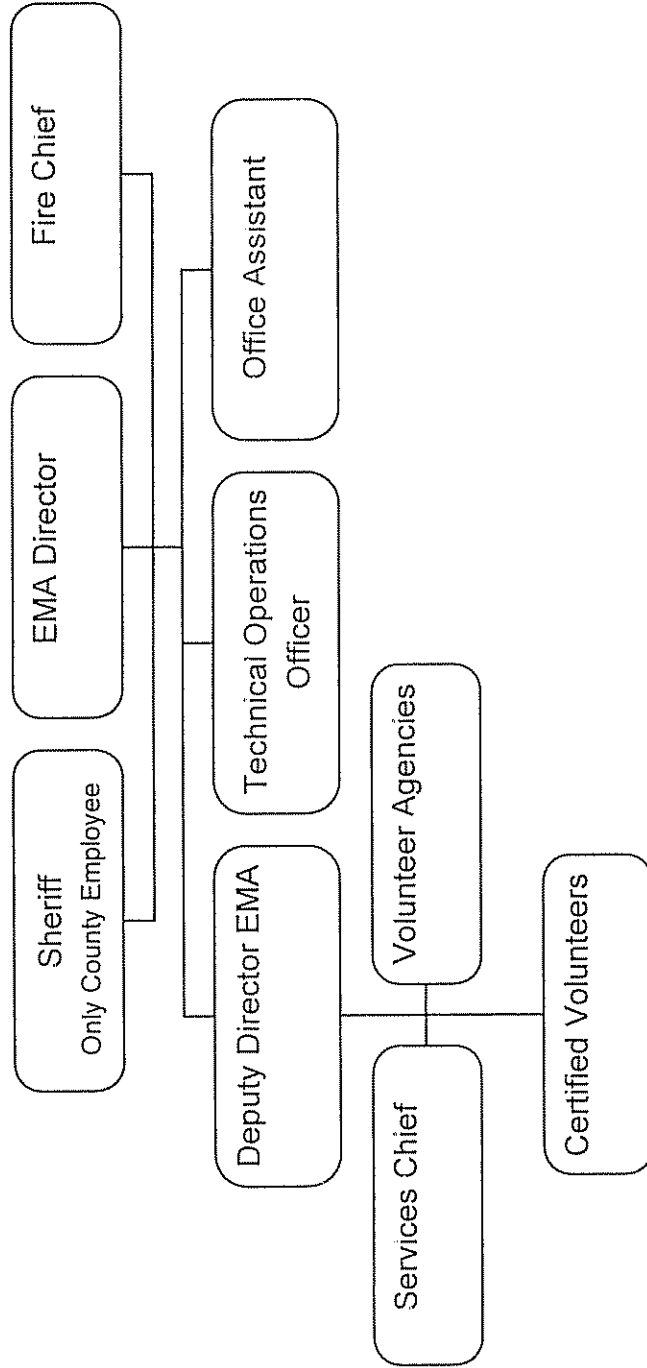 Sheriff
Only County Employee
EMA Director
Fire Chief
Deputy Director EMA
Technical Operations
Officer
Office Assistant
Services Chief
Volunteer Agencies
Certified Volunteers